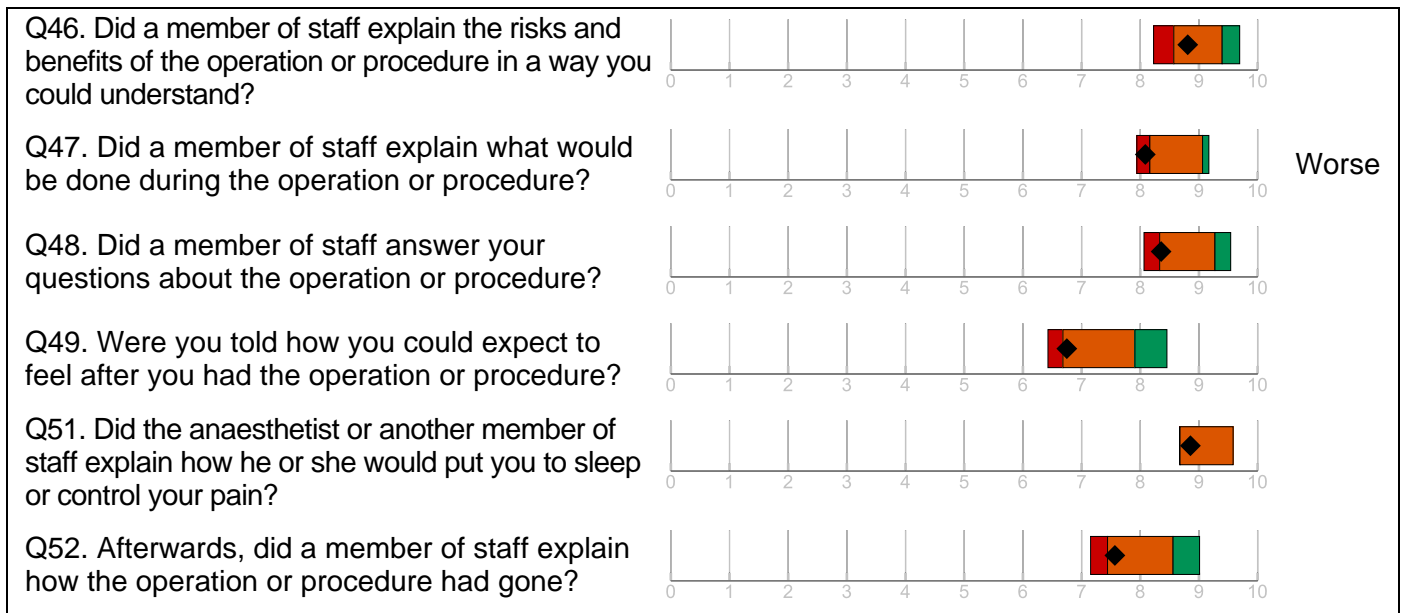 Q46. Did a member of staff explain the risks and
benefits of the operation or procedure in a way you
could understand?
0 1 2 3 4 5 6 7 8 9 10
Q47. Did a member of staff explain what would
be done during the operation or procedure?
0 1 2 3 4 5 6 7 8 9 10
Worse
Q48. Did a member of staff answer your
questions about the operation or procedure?
0 1 2 3 4 5 6 7 8 9 10
Q49. Were you told how you could expect to
feel after you had the operation or procedure?
0 1 2 3 4 5 6 7 8 9 10
Q51. Did the anaesthetist or another member of
staff explain how he or she would put you to sleep
or control your pain?
0 1 2 3 4 5 6 7 8 9 10
Q52. Afterwards, did a member of staff explain
how the operation or procedure had gone?
0 1 2 3 4 5 6 7 8 9 10